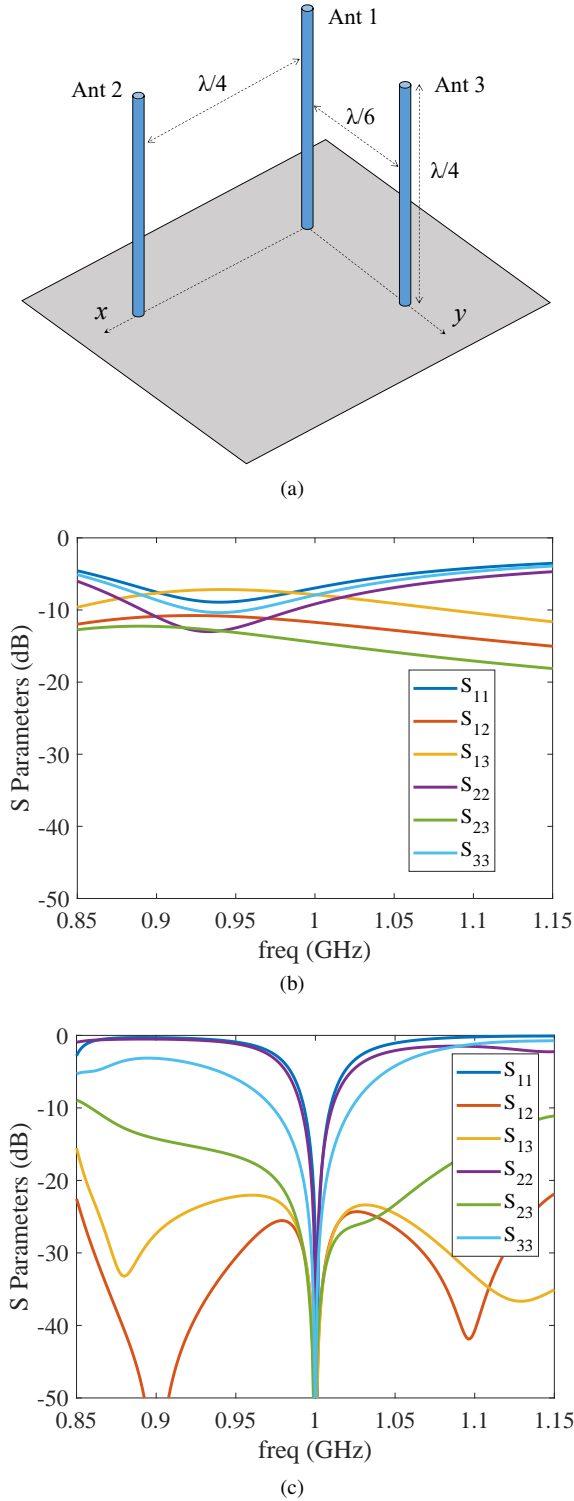 Ant 1
Ant 2
λ/4
Ant 3
λ/6
λ/4
x
y
(a)
0
-10
-20
-30
-40
-50
S Parameters (dB)
S11
S12
S13
S22
S23
S33
0.85
0.9
0.95
1
1.05
1.1
1.15
freq (GHz)
(b)
0
-10
-20
-30
-40
-50
S Parameters (dB)
S11
S12
S13
S22
S23
S33
0.85
0.9
0.95
1
1.05
1.1
1.15
freq (GHz)
(c)